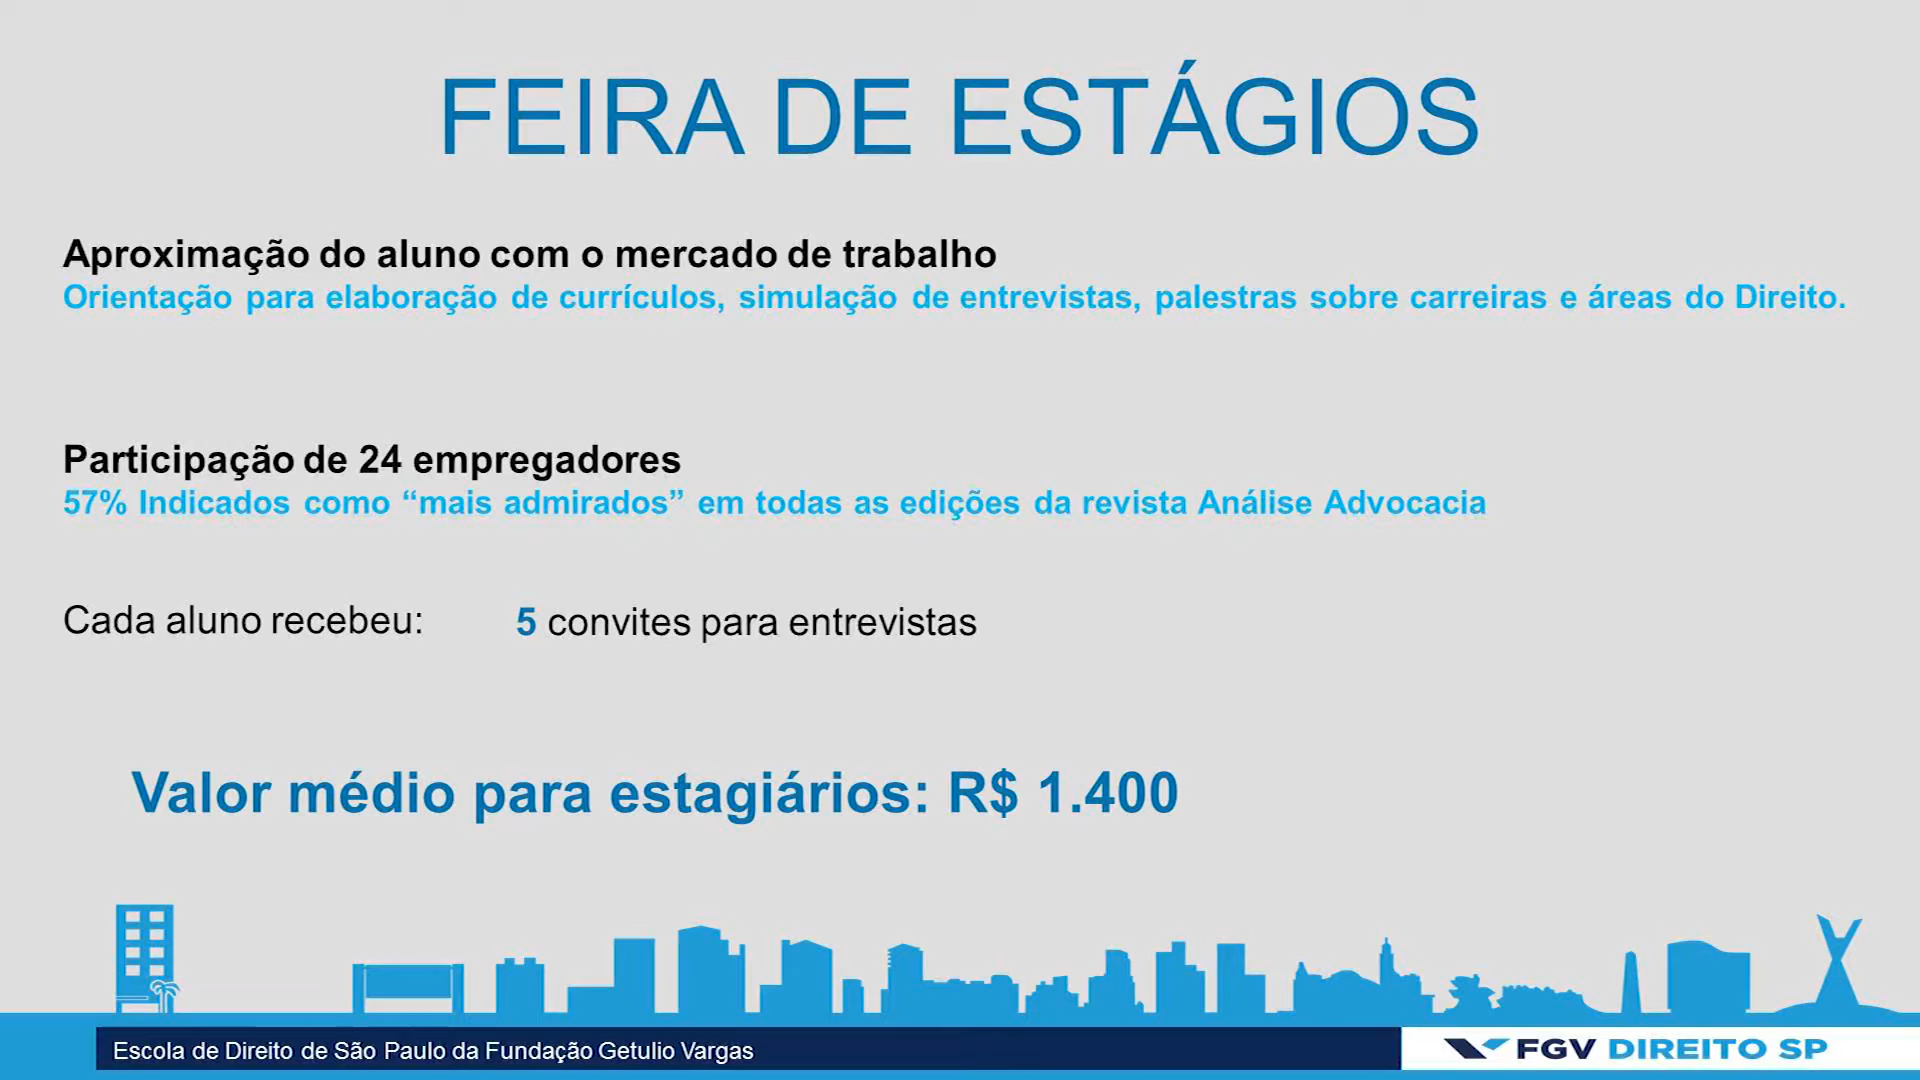 FEIRA DE ESTÁGIOS
Aproximação do aluno com o mercado de trabalho
Orientação para elaboração de currículos, simulação de entrevistas, palestras sobre carreiras e áreas do Direito.
Participação de 24 empregadores
57% Indicados como “mais admirados” em todas as edições da revista Análise Advocacia
Cada aluno recebeu: 5 convites para entrevistas
Valor médio para estagiários: R$ 1.400
Escola de Direito de São Paulo da Fundação Getulio Vargas
FGV DIREITO SP